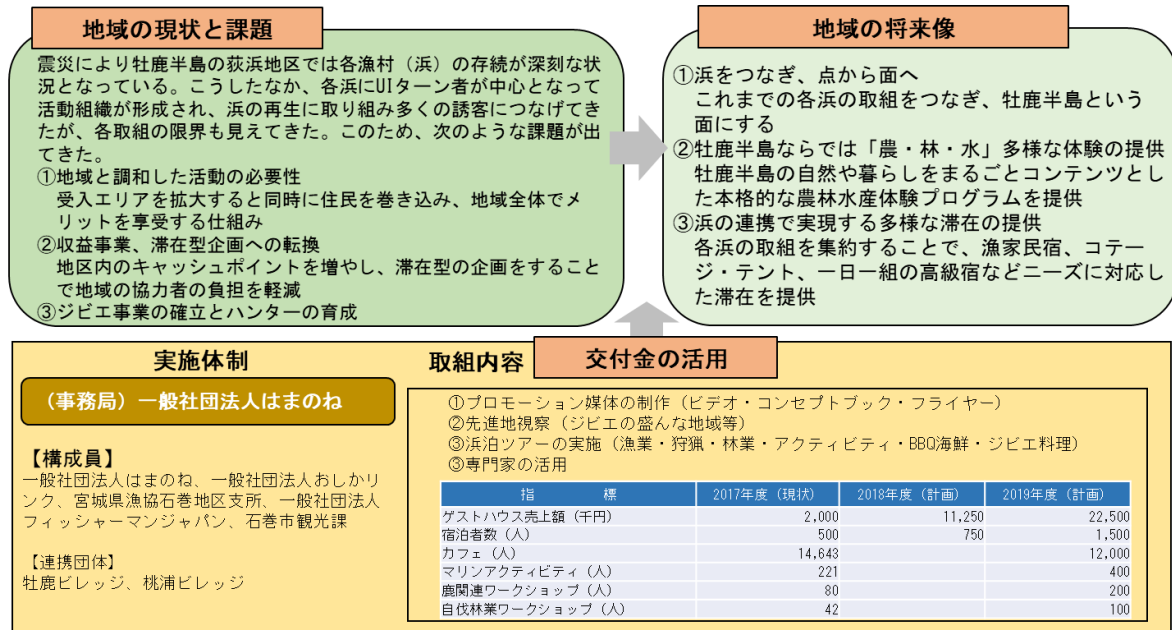 地域の現状と課題
震災により牡鹿半島の荻浜地区では各漁村（浜）の存続が深刻な状
況となっている。こうしたなか、各浜にUIターン者が中心となって
活動組織が形成され、浜の再生に取り組み多くの誘客につなげてき
たが、各取組の限界も見えてきた。このため、次のような課題が出
てきた。
①地域と調和した活動の必要性
受入エリアを拡大すると同時に住民を巻き込み、地域全体でメ
リットを享受する仕組み
②収益事業、滞在型企画への転換
地区内のキャッシュポイントを増やし、滞在型の企画をすること
で地域の協力者の負担を軽減
③ジビエ事業の確立とハンターの育成
地域の将来像
①浜をつなぎ、点から面へ
これまでの各浜の取組をつなぎ、牡鹿半島という
面にする
②牡鹿半島ならでは「農・林・水」多様な体験の提供
牡鹿半島の自然や暮らしをまるごとコンテンツとし
た本格的な農林水産体験プログラムを提供
③浜の連携で実現する多様な滞在の提供
各浜の取組を集約することで、漁家民宿、コテー
ジ・テント、一日一組の高級宿などニーズに対応し
た滞在を提供
交付金の活用
実施体制
（事務局）一般社団法人はまのね
【構成員】
一般社団法人はまのね、一般社団法人おしかリ
ンク、宮城県漁協石巻地区支所、一般社団法人
フィッシャーマンジャパン、石巻市観光課
【連携団体】
牡鹿ビレッジ、桃浦ビレッジ
取組内容
①プロモーション媒体の制作（ビデオ・コンセプトブック・フライヤー）
②先進地視察（ジビエの盛んな地域等）
③浜泊ツアーの実施（漁業・狩猟・林業・アクティビティ・BBQ海鮮・ジビエ料理）
③専門家の活用
指　標 2017年度（現状） 2018年度（計画） 2019年度（計画）
ゲストハウス売上額（千円） 2,000 11,250 22,500
宿泊者数（人） 500 750 1,500
カフェ（人） 14,643 12,000
マリンアクティビティ（人） 221 400
鹿関連ワークショップ（人） 80 200
自伐林業ワークショップ（人） 42 100